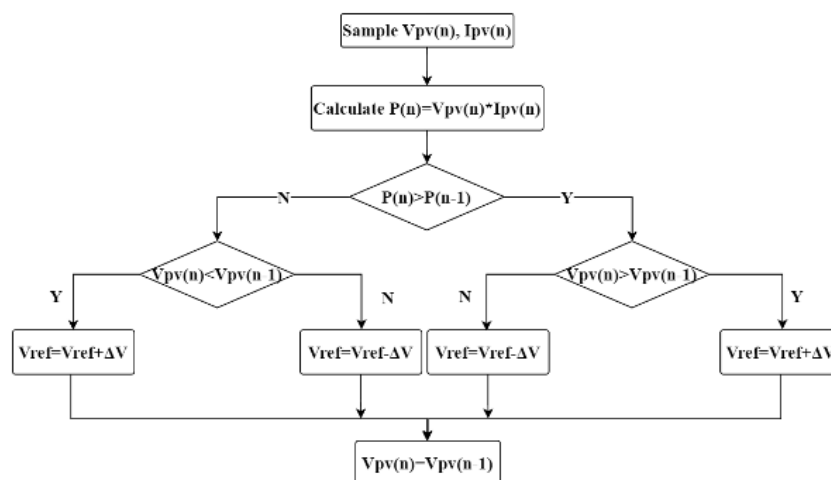 Sample Vpv(n), Ipv(n)
Calculate P(n)=Vpv(n)*Ipv(n)
P(n)>P(n-1)
N
Y
Vpv(n)<Vpv(n-1)
Vpv(n)>Vpv(n-1)
Y
N
N
Y
Vref=Vref+ΔV
Vref=Vref-ΔV
Vref=Vref-ΔV
Vref=Vref+ΔV
Vpv(n)=Vpv(n-1)